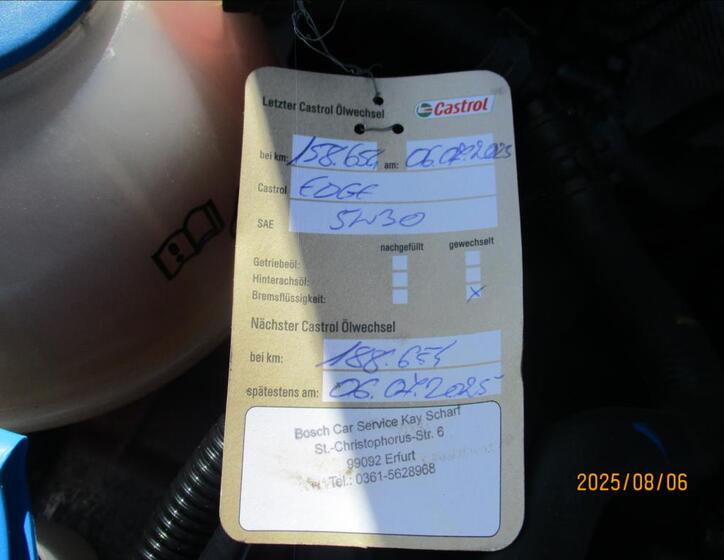 Letzter Castrol Ölwechsel Castrol
bei km: 158.654 am: 06.07.2023
Castrol EDGE
SAE 5W30
nachgefüllt gewechselt
Getriebeöl:
Hinterachsöl:
Bremsflüssigkeit: x
Nächster Castrol Ölwechsel
bei km: 188.654
spätestens am: 06.07.2025
Bosch Car Service Kay Scharf
St.-Christophorus-Str. 6
99092 Erfurt
Tel.: 0361-5628968
2025/08/06